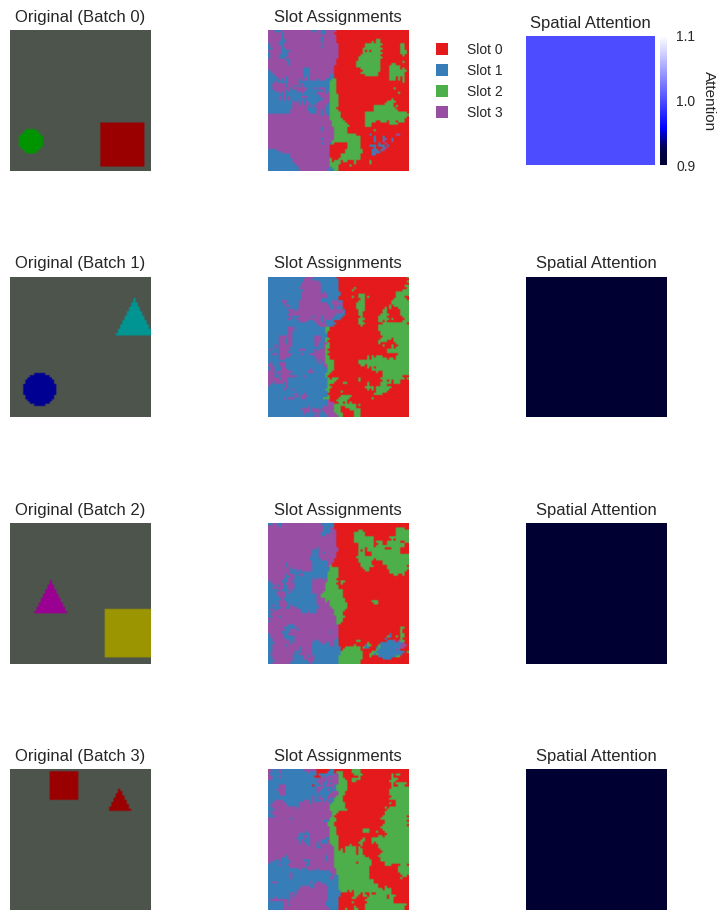 Original (Batch 0)
Slot Assignments
Slot 0
Slot 1
Slot 2
Slot 3
Spatial Attention
1.1
1.0
0.9
Attention
Original (Batch 1)
Slot Assignments
Spatial Attention
Original (Batch 2)
Slot Assignments
Spatial Attention
Original (Batch 3)
Slot Assignments
Spatial Attention